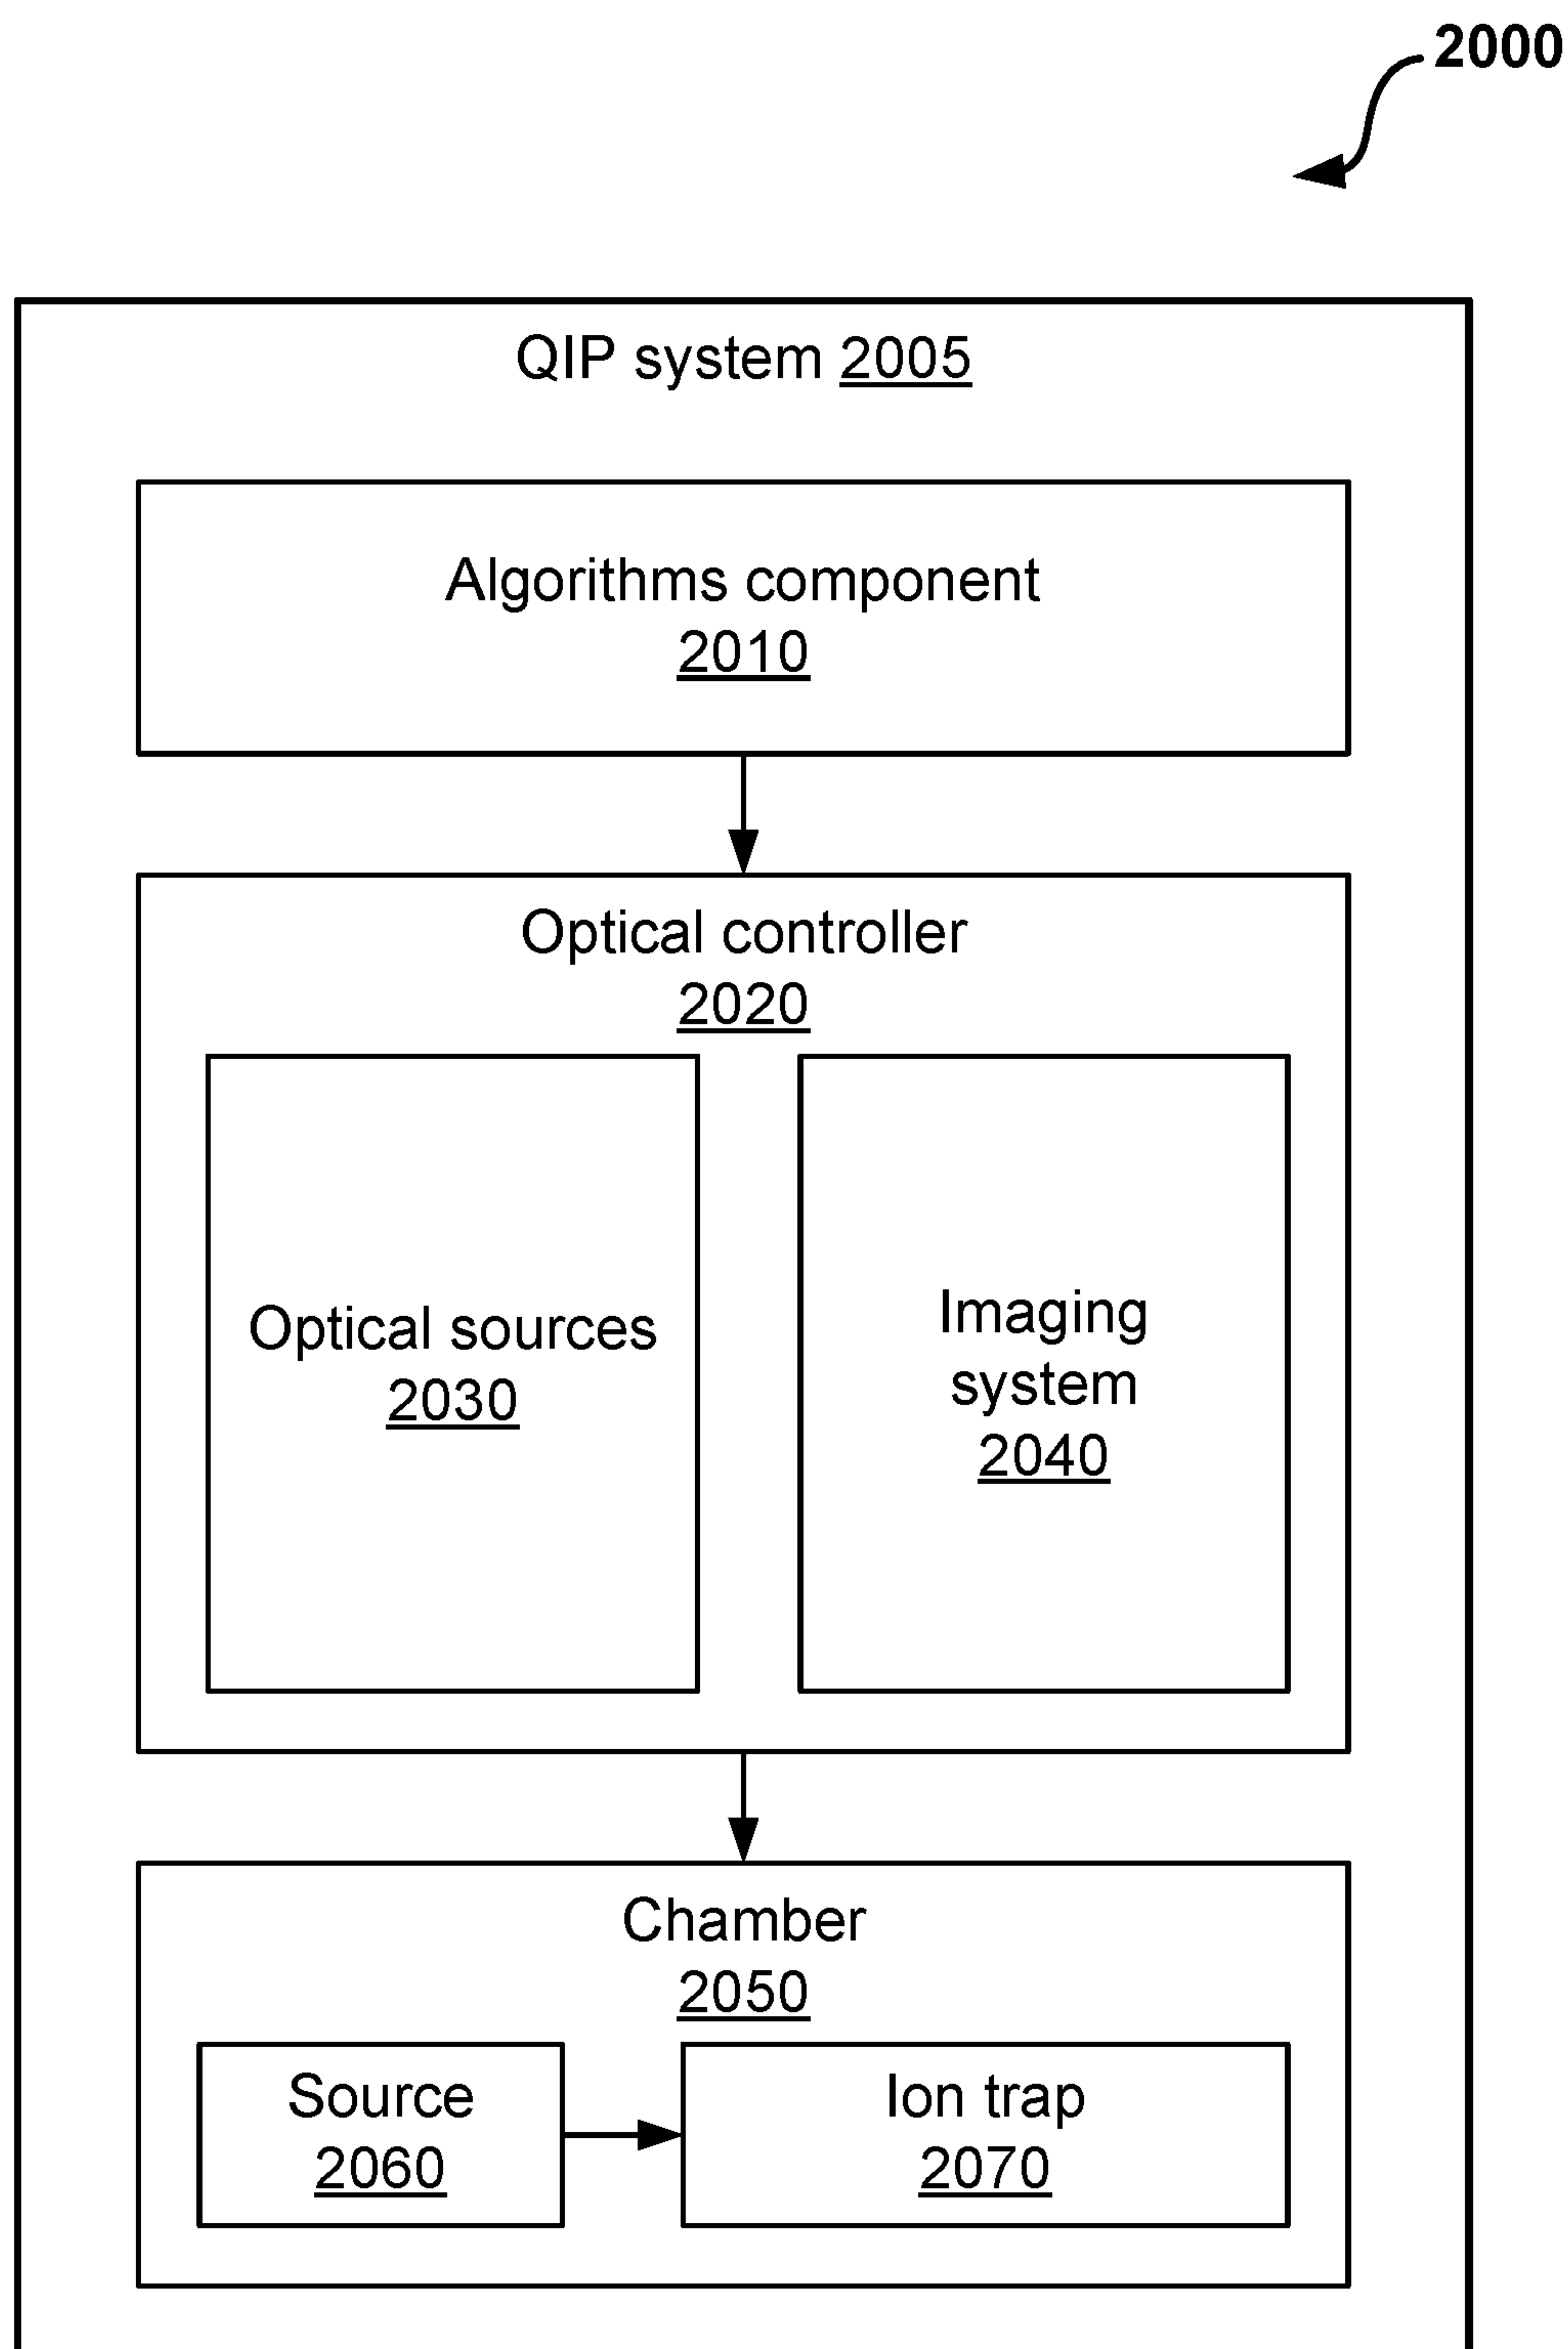 2000
QIP system 2005
Algorithms component
2010
Optical controller
2020
Optical sources
2030
Imaging
system
2040
Chamber
2050
Source
2060
Ion trap
2070